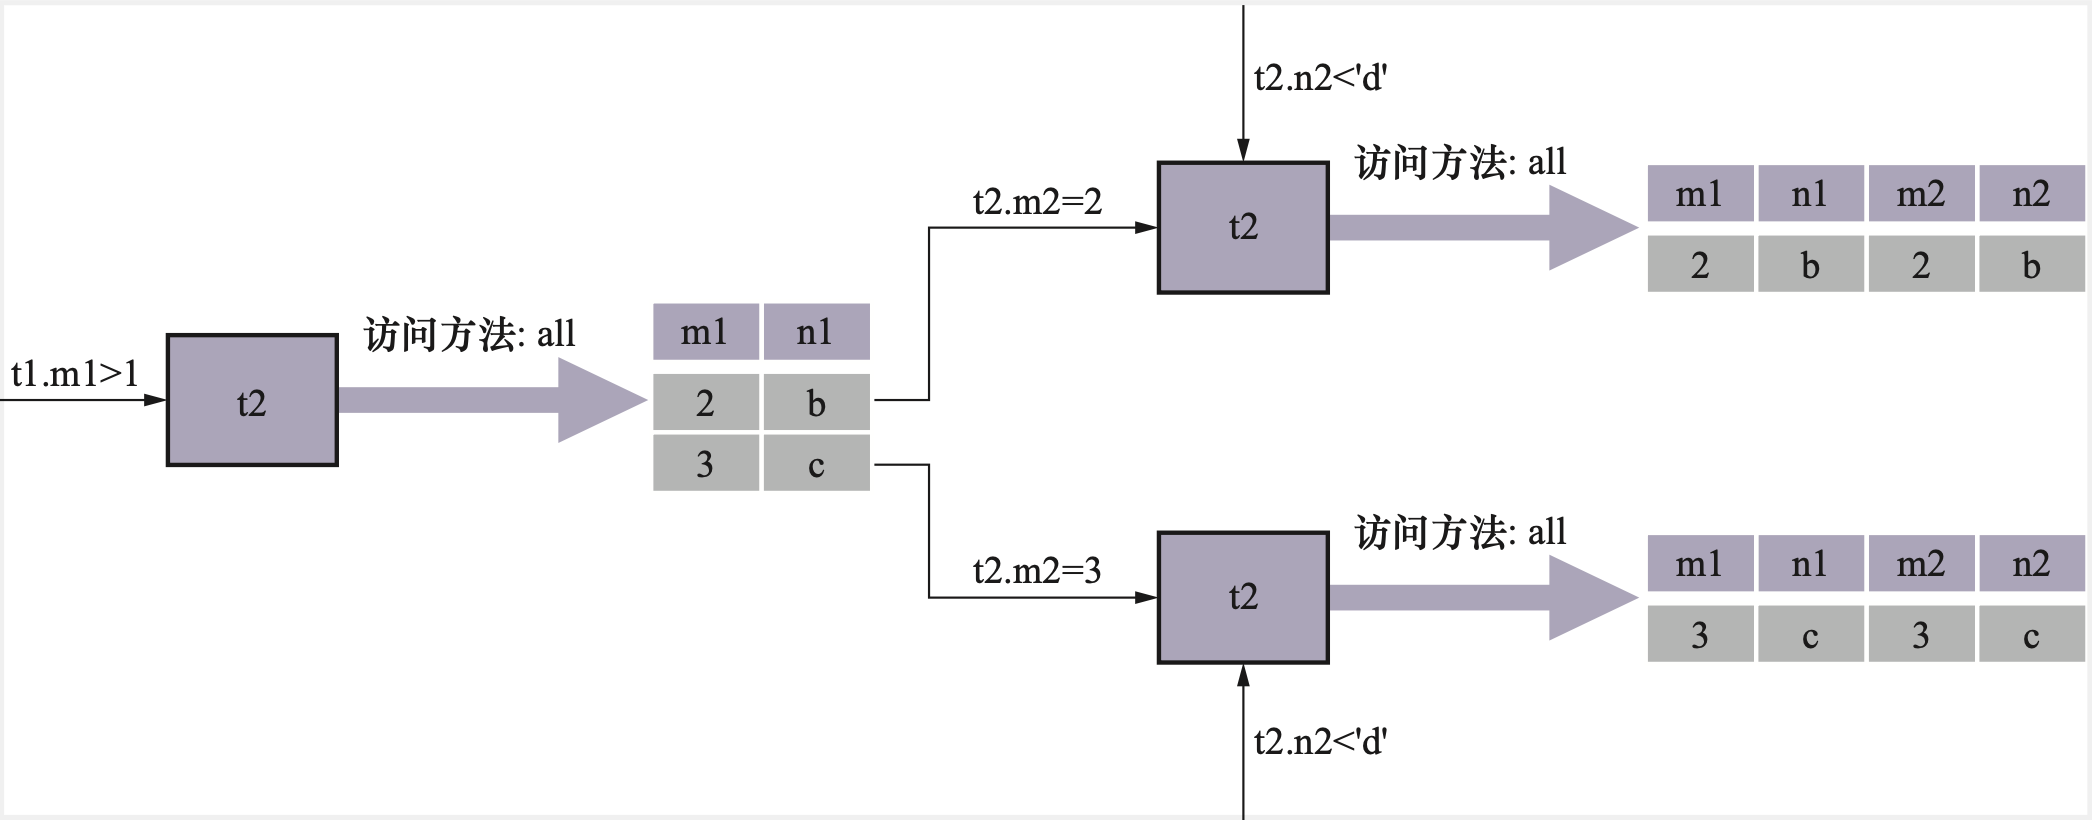 t2.n2<'d'
访问方法: all
t2.m2=2
t2
m1 n1 m2 n2
2 b 2 b
访问方法: all
t1.m1>1
t2
m1 n1
2 b
3 c
访问方法: all
t2.m2=3
t2
m1 n1 m2 n2
3 c 3 c
t2.n2<'d'